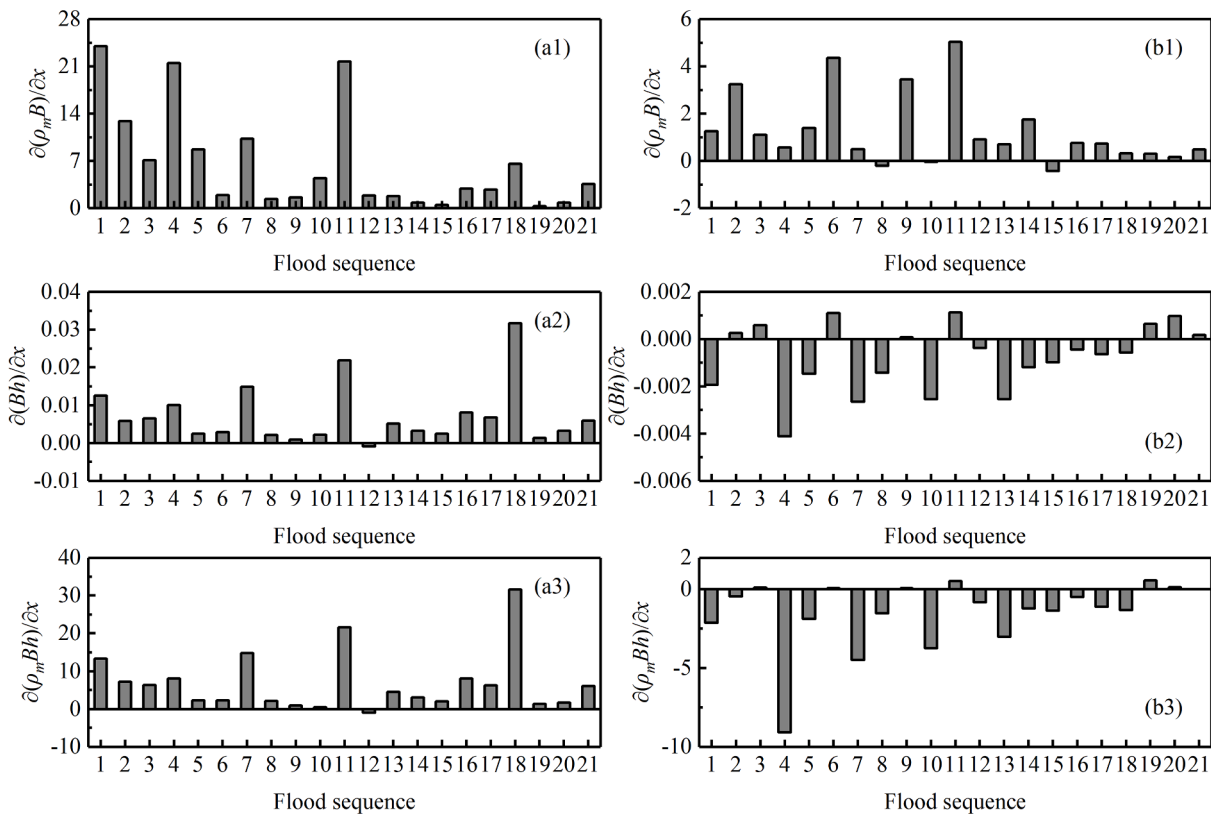 28
21
14
7
0
∂(ρₘB)/∂x
(a1)
1 2 3 4 5 6 7 8 9 10 11 12 13 14 15 16 17 18 19 20 21
Flood sequence
6
4
2
0
-2
∂(ρₘB)/∂x
(b1)
1 2 3 4 5 6 7 8 9 10 11 12 13 14 15 16 17 18 19 20 21
Flood sequence
0.04
0.03
0.02
0.01
0.00
-0.01
∂(Bh)/∂x
(a2)
1 2 3 4 5 6 7 8 9 10 11 12 13 14 15 16 17 18 19 20 21
Flood sequence
0.002
0.000
-0.002
-0.004
-0.006
∂(Bh)/∂x
(b2)
1 2 3 4 5 6 7 8 9 10 11 12 13 14 15 16 17 18 19 20 21
Flood sequence
40
30
20
10
0
-10
∂(ρₘBh)/∂x
(a3)
1 2 3 4 5 6 7 8 9 10 11 12 13 14 15 16 17 18 19 20 21
Flood sequence
2
0
-5
-10
∂(ρₘBh)/∂x
(b3)
1 2 3 4 5 6 7 8 9 10 11 12 13 14 15 16 17 18 19 20 21
Flood sequence